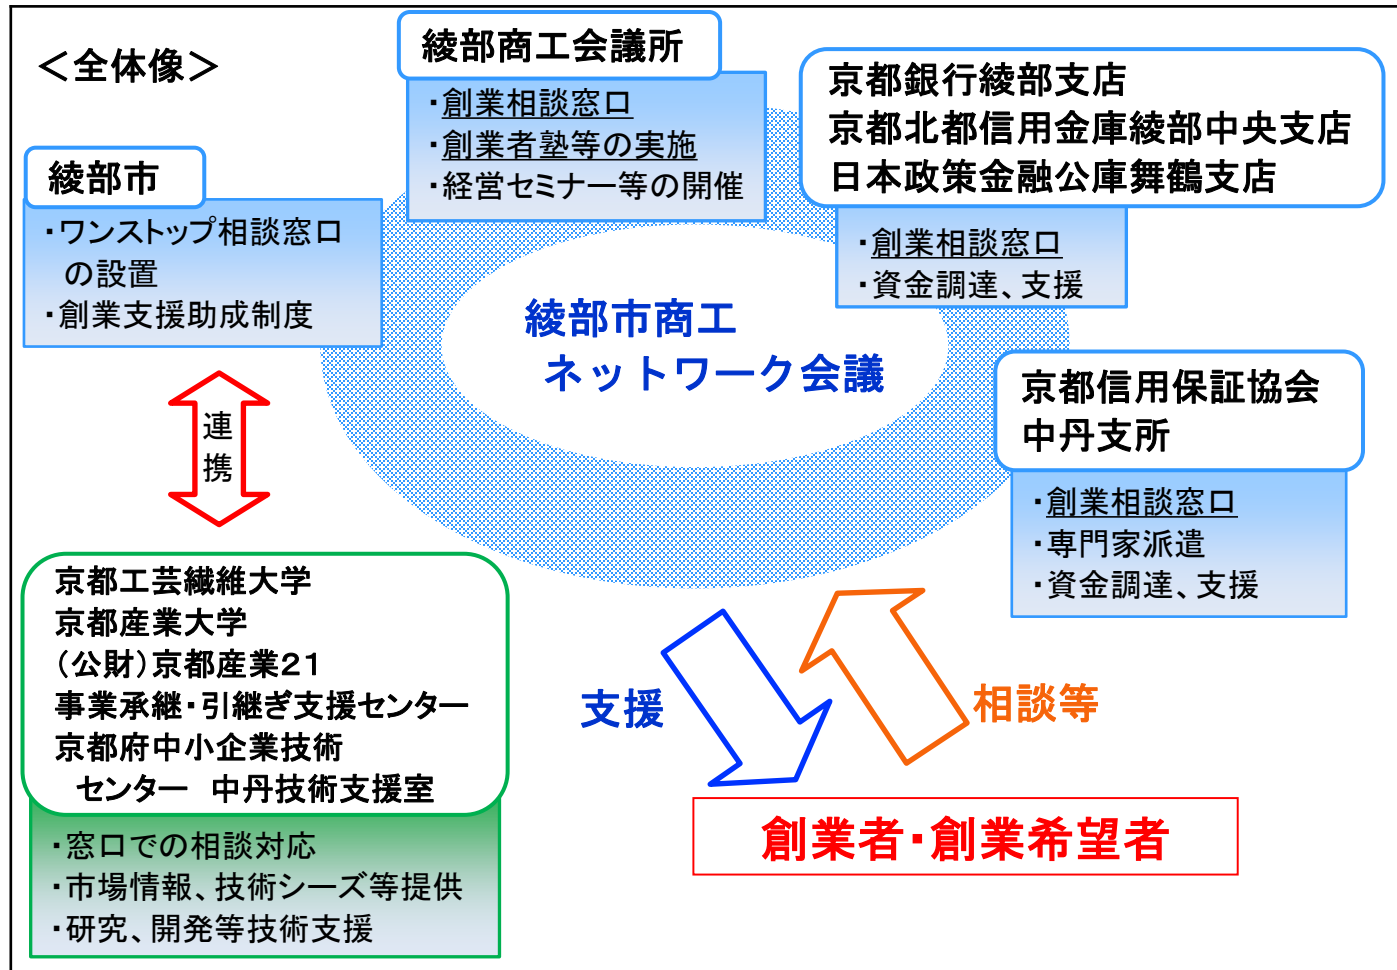 ＜全体像＞
綾部商工会議所
・創業相談窓口
・創業者塾等の実施
・経営セミナー等の開催
京都銀行綾部支店
京都北都信用金庫綾部中央支店
日本政策金融公庫舞鶴支店
・創業相談窓口
・資金調達、支援
綾部市
・ワンストップ相談窓口
の設置
・創業支援助成制度
綾部市商工
ネットワーク会議
京都信用保証協会
中丹支所
・創業相談窓口
・専門家派遣
・資金調達、支援
連
携
京都工芸繊維大学
京都産業大学
（公財）京都産業２１
事業承継・引継ぎ支援センター
京都府中小企業技術
センター　中丹技術支援室
・窓口での相談対応
・市場情報、技術シーズ等提供
・研究、開発等技術支援
支援
相談等
創業者・創業希望者